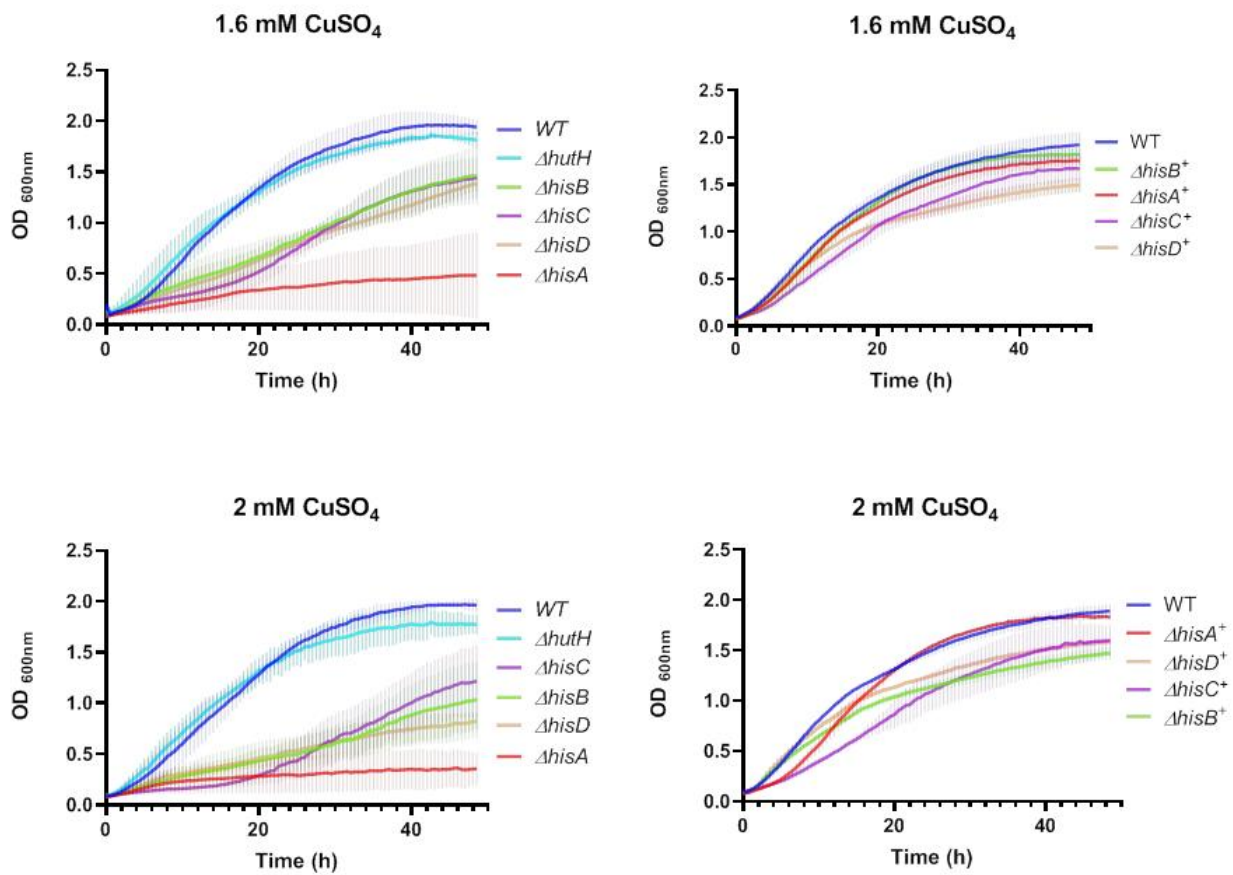 1.6 mM CuSO₄
OD 600nm
2.5
2.0
1.5
1.0
0.5
0.0
0
20
40
Time (h)
WT
ΔhutH
ΔhisB
ΔhisC
ΔhisD
ΔhisA
1.6 mM CuSO₄
OD 600nm
2.5
2.0
1.5
1.0
0.5
0.0
0
20
40
Time (h)
WT
ΔhisB⁺
ΔhisA⁺
ΔhisC⁺
ΔhisD⁺
2 mM CuSO₄
OD 600nm
2.5
2.0
1.5
1.0
0.5
0.0
0
20
40
Time (h)
WT
ΔhutH
ΔhisC
ΔhisB
ΔhisD
ΔhisA
2 mM CuSO₄
OD 600nm
2.5
2.0
1.5
1.0
0.5
0.0
0
20
40
Time (h)
WT
ΔhisA⁺
ΔhisD⁺
ΔhisC⁺
ΔhisB⁺